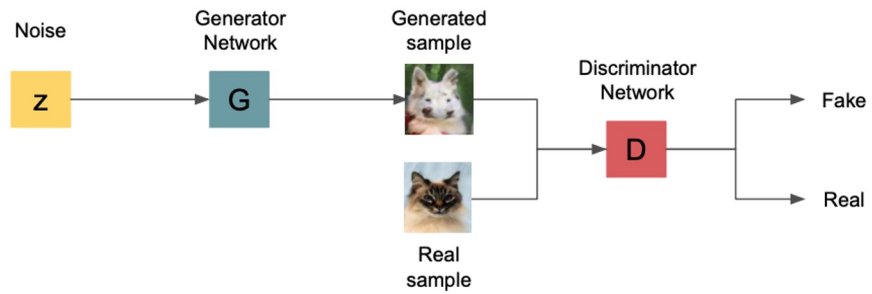 Noise
z
Generator
Network
G
Generated
sample
Real
sample
Discriminator
Network
D
Fake
Real